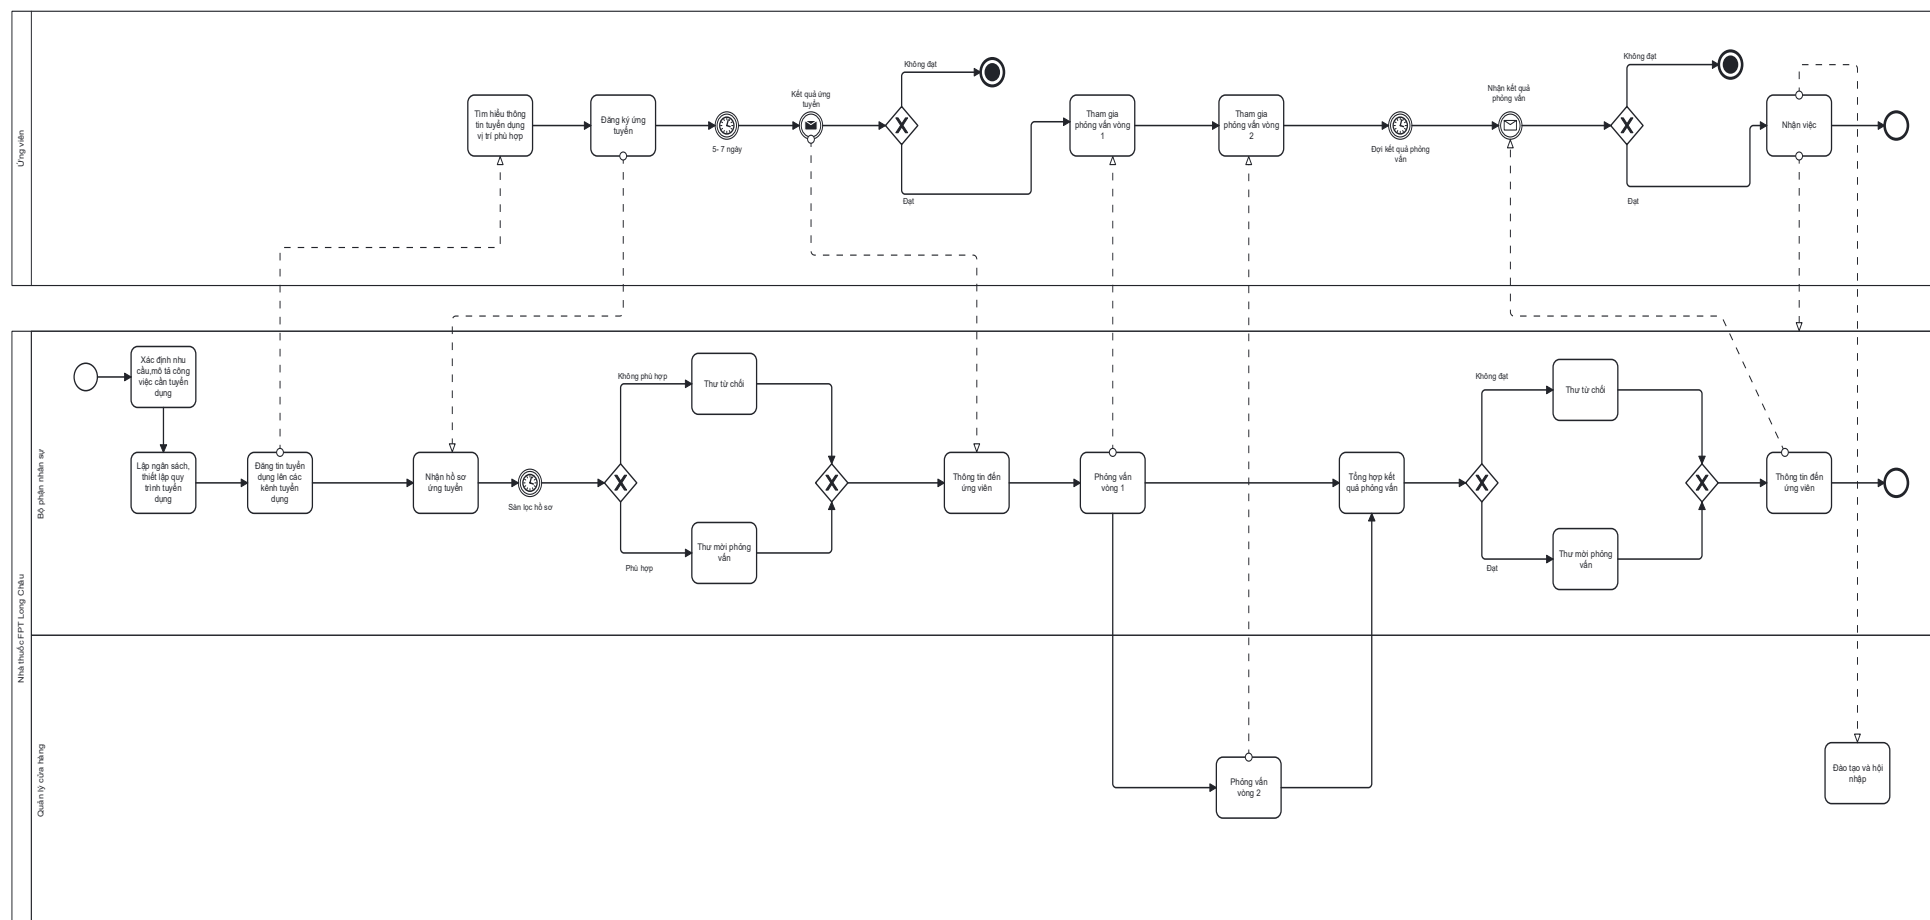 Ứng viên
Tìm hiểu thông
tin tuyển dụng
vị trí phù hợp
Đăng ký ứng
tuyển
5- 7 ngày
Kết quả ứng
tuyển
Không đạt
Đạt
Tham gia
phỏng vấn vòng
1
Tham gia
phỏng vấn vòng
2
Đợi kết quả phỏng
vấn
Nhận kết quả
phỏng vấn
Không đạt
Đạt
Nhận việc
Nhà thuốc FPT Long Châu
Bộ phận nhân sự
Xác định nhu
cầu,mô tả công
việc cần tuyển
dụng
Lập ngân sách,
thiết lập quy
trình tuyển
dụng
Đăng tin tuyển
dụng lên các
kênh tuyển
dụng
Nhận hồ sơ
ứng tuyển
Sàn lọc hồ sơ
Không phù hợp
Phù hợp
Thư từ chối
Thư mời phỏng
vấn
Thông tin đến
ứng viên
Phỏng vấn
vòng 1
Tổng hợp kết
quả phỏng vấn
Không đạt
Đạt
Thư từ chối
Thư mời phỏng
vấn
Thông tin đến
ứng viên
Quản lý cửa hàng
Phỏng vấn
vòng 2
Đào tạo và hội
nhập